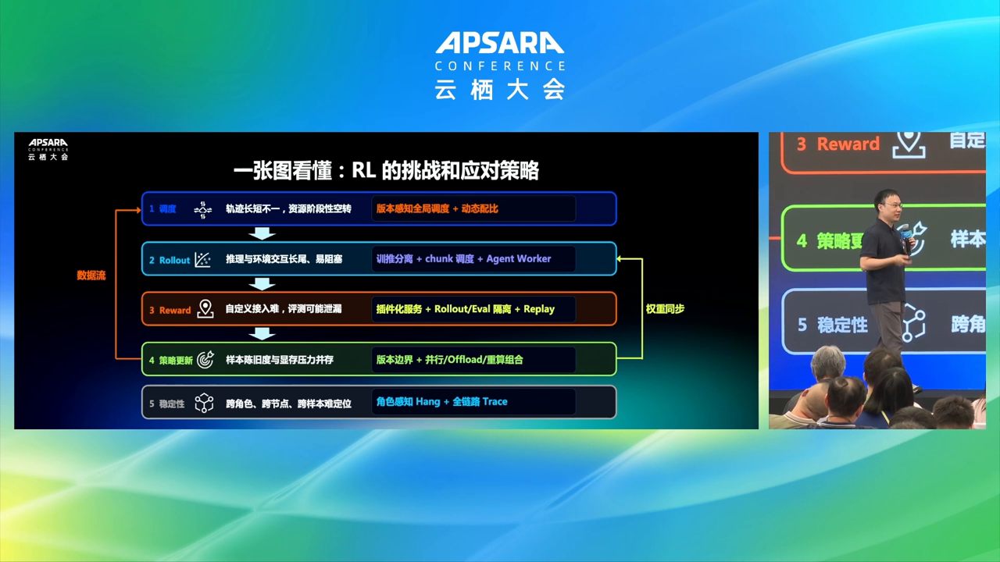 APSARA
CONFERENCE
云栖大会
APSARA
CONFERENCE
云栖大会
一张图看懂：RL 的挑战和应对策略
1 调度 轨迹长短不一，资源阶段性空转 版本感知全局调度 + 动态配比
2 Rollout 推理与环境交互长尾、易阻塞 训推分离 + chunk 调度 + Agent Worker
3 Reward 自定义接入难，评测可能泄漏 插件化服务 + Rollout/Eval 隔离 + Replay
4 策略更新 样本陈旧度与显存压力并存 版本边界 + 并行/Offload/重算组合
5 稳定性 跨角色、跨节点、跨样本难定位 角色感知 Hang + 全链路 Trace
数据流
权重同步
3 Reward 自定
4 策略更 样本
5 稳定性 跨角